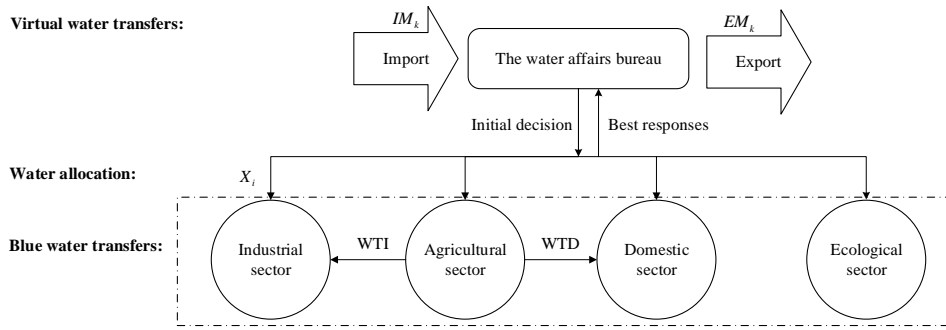 Virtual water transfers:
IM_k
EM_k
Import
The water affairs bureau
Export
Initial decision
Best responses
Water allocation:
X_i
Blue water transfers:
Industrial
sector
WTI
Agricultural
sector
WTD
Domestic
sector
Ecological
sector